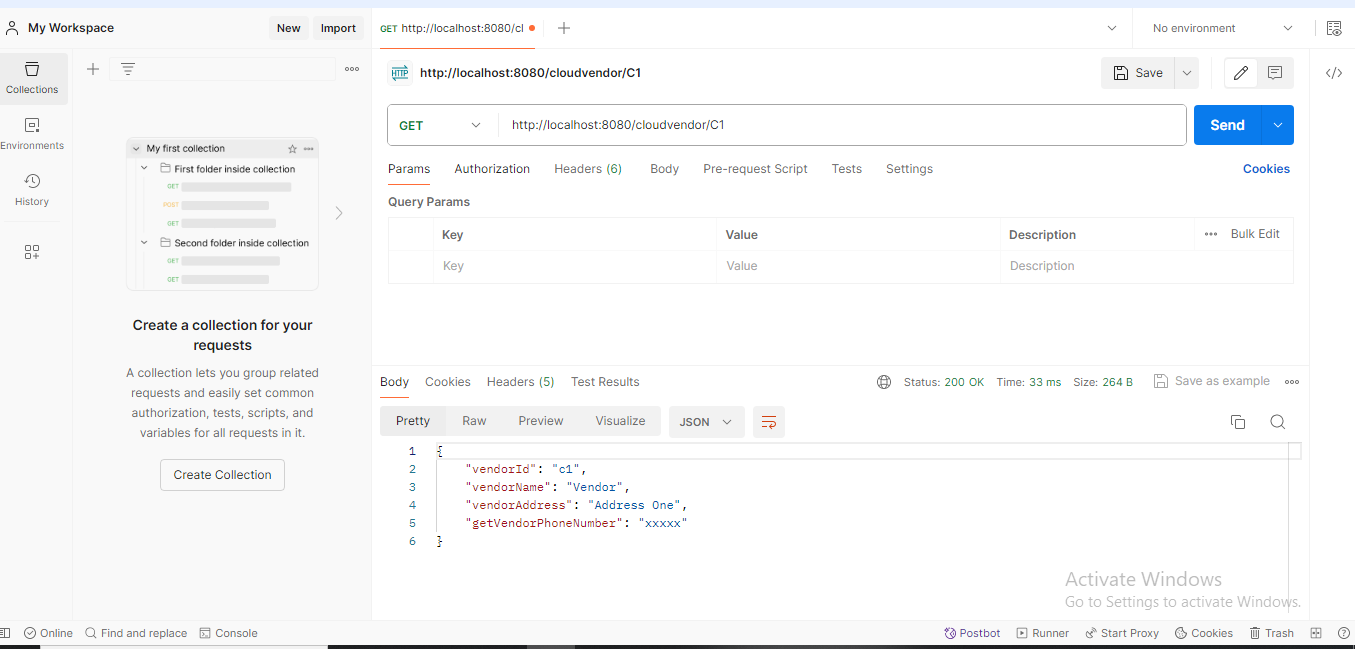 My Workspace
New
Import
GET http://localhost:8080/cl
No environment
Collections
Environments
History
My first collection
First folder inside collection
GET
POST
GET
Second folder inside collection
GET
GET
Create a collection for your
requests
A collection lets you group related
requests and easily set common
authorization, tests, scripts, and
variables for all requests in it.
Create Collection
HTTP http://localhost:8080/cloudvendor/C1
Save
</>
GET
http://localhost:8080/cloudvendor/C1
Send
Params Authorization Headers (6) Body Pre-request Script Tests Settings
Cookies
Query Params
Key Value Description Bulk Edit
Key Value Description
Body Cookies Headers (5) Test Results
Status: 200 OK Time: 33 ms Size: 264 B
Save as example
Pretty Raw Preview Visualize JSON
1 {
2 "vendorId": "c1",
3 "vendorName": "Vendor",
4 "vendorAddress": "Address One",
5 "getVendorPhoneNumber": "xxxxx"
6 }
Activate Windows
Go to Settings to activate Windows.
Online Find and replace Console
Postbot Runner Start Proxy Cookies Trash